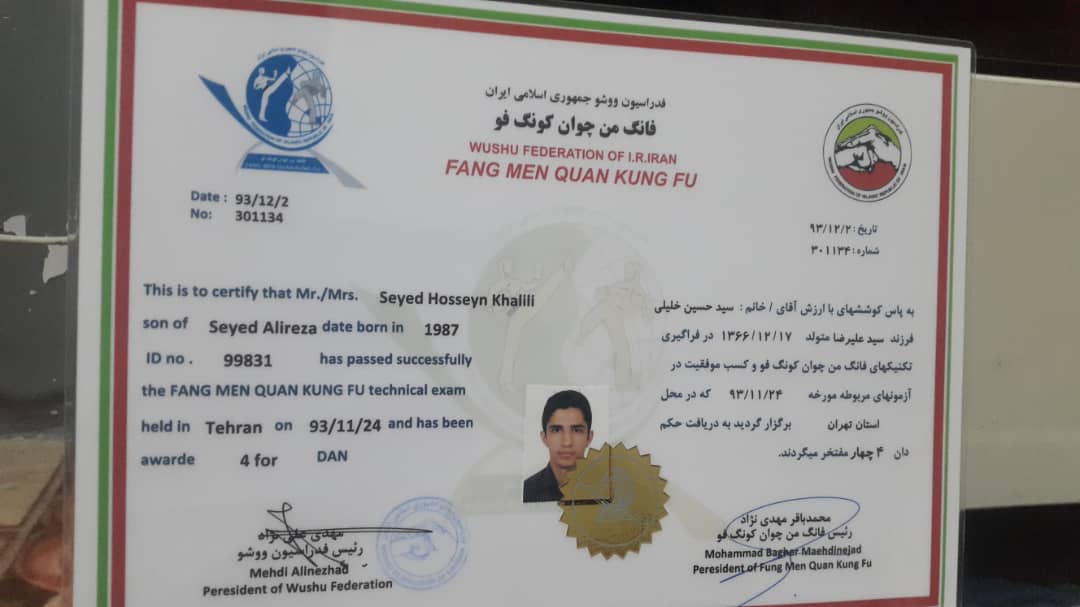 فدراسیون ووشو جمهوری اسلامی ایران
فانگ من چوان کونگ فو
WUSHU FEDERATION OF I.R.IRAN
FANG MEN QUAN KUNG FU
Date : 93/12/2
No: 301134
تاریخ : ۹۳/۱۲/۲
شماره : ۳۰۱۱۳۴
This is to certify that Mr./Mrs. Seyed Hosseyn Khalili
son of Seyed Alireza date born in 1987
ID no . 99831 has passed successfully
the FANG MEN QUAN KUNG FU technical exam
held in Tehran on 93/11/24 and has been
awarde 4 for DAN
به پاس کوششهای با ارزش آقای / خانم : سید حسین خلیلی
فرزند سید علیرضا متولد ۱۳۶۶/۱۲/۱۷ در فراگیری
تکنیکهای فانگ من چوان کونگ فو و کسب موفقیت در
آزمونهای مربوطه مورخه ۹۳/۱۱/۲۴ که در محل
استان تهران برگزار گردید به دریافت حکم
دان ۴ چهار مفتخر میگردند.
مهدی علی نژاد
رئیس فدراسیون ووشو
Mehdi Alinezhad
Peresident of Wushu Federation
محمدباقر مهدی نژاد
رئیس فانگ من چوان کونگ فو
Mohammad Bagher Maehdinejad
Peresident of Fung Men Quan Kung Fu